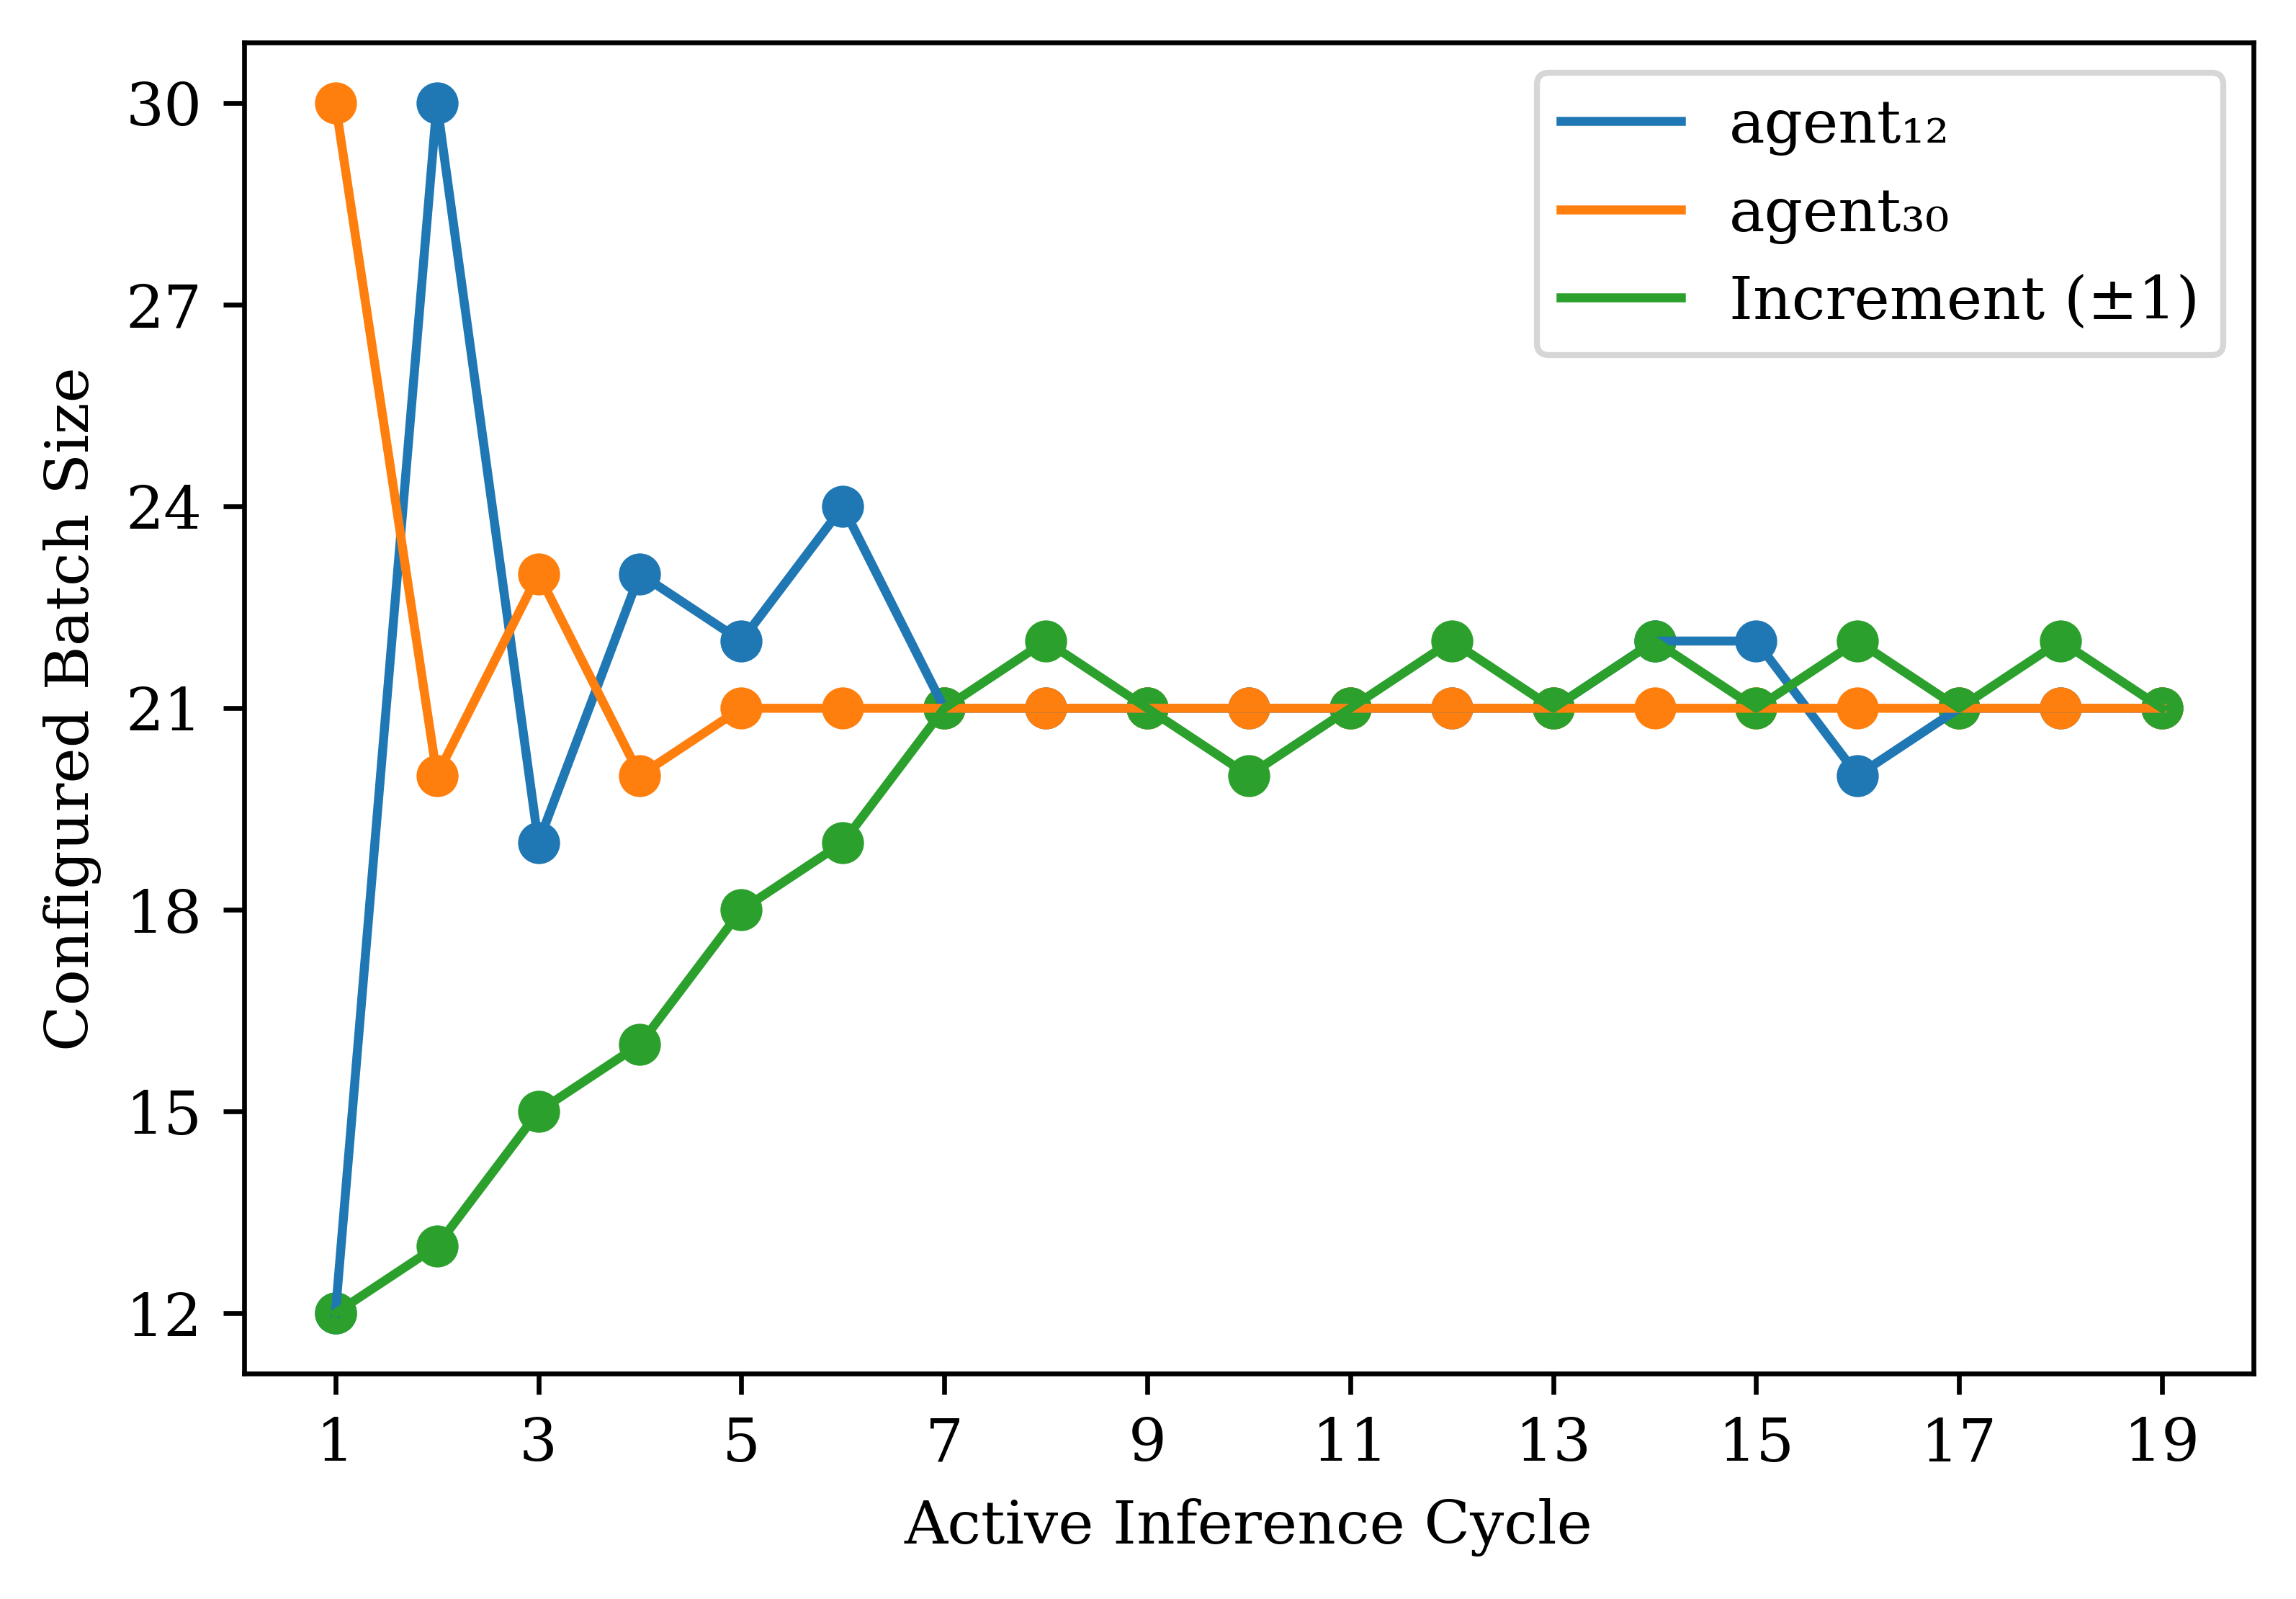 agent₁₂
agent₃₀
Increment (±1)
Configured Batch Size
30
27
24
21
18
15
12
1 3 5 7 9 11 13 15 17 19
Active Inference Cycle